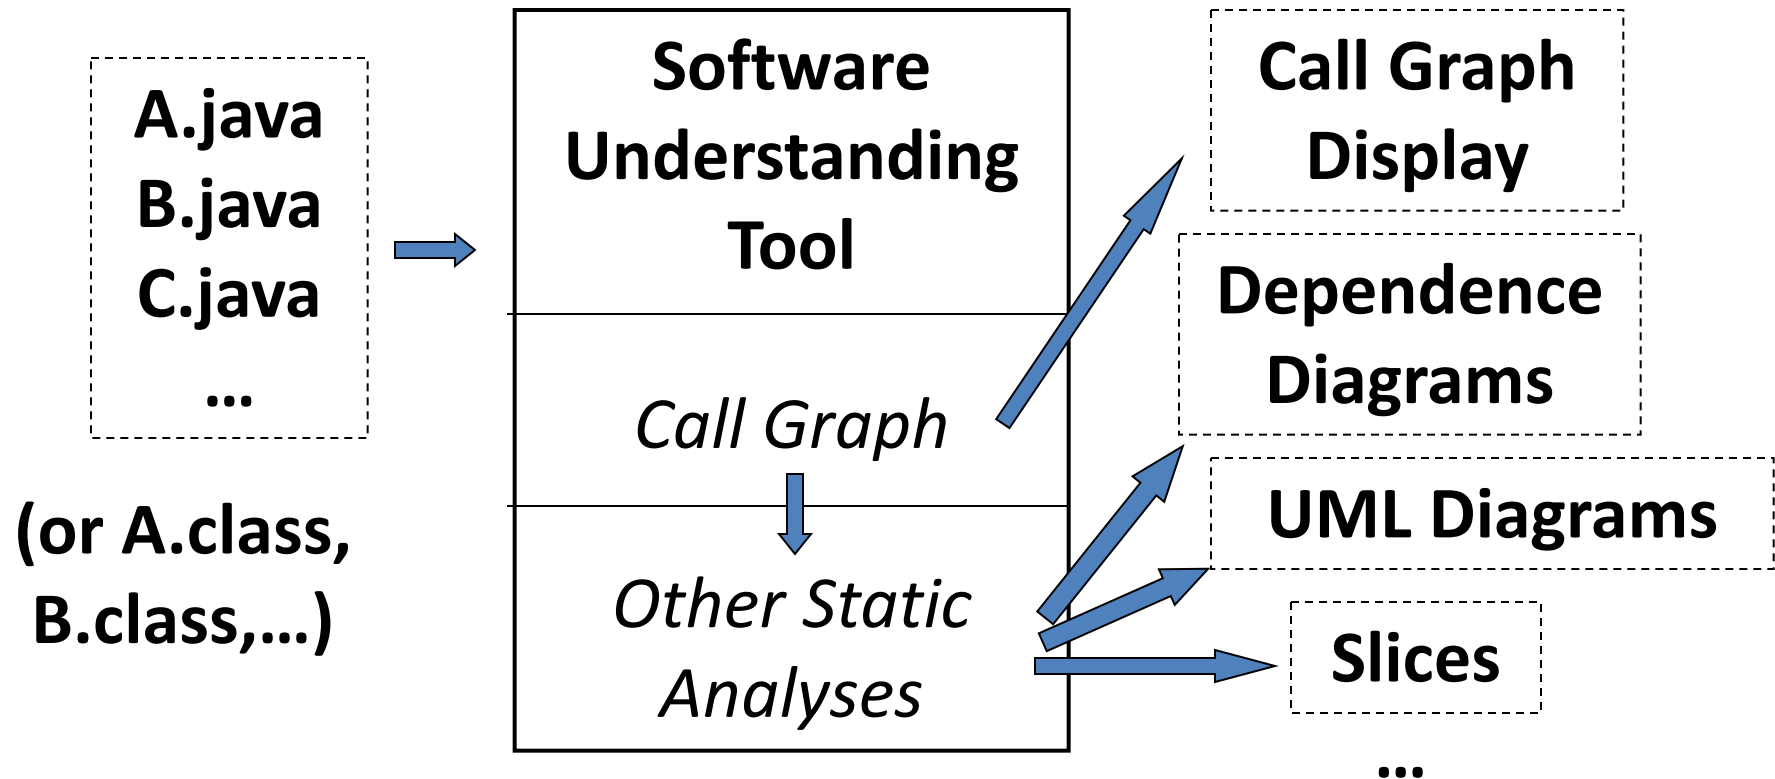 A.java
B.java
C.java
…
(or A.class,
B.class,…)
Software
Understanding
Tool
Call Graph
Other Static
Analyses
Call Graph
Display
Dependence
Diagrams
UML Diagrams
Slices
…